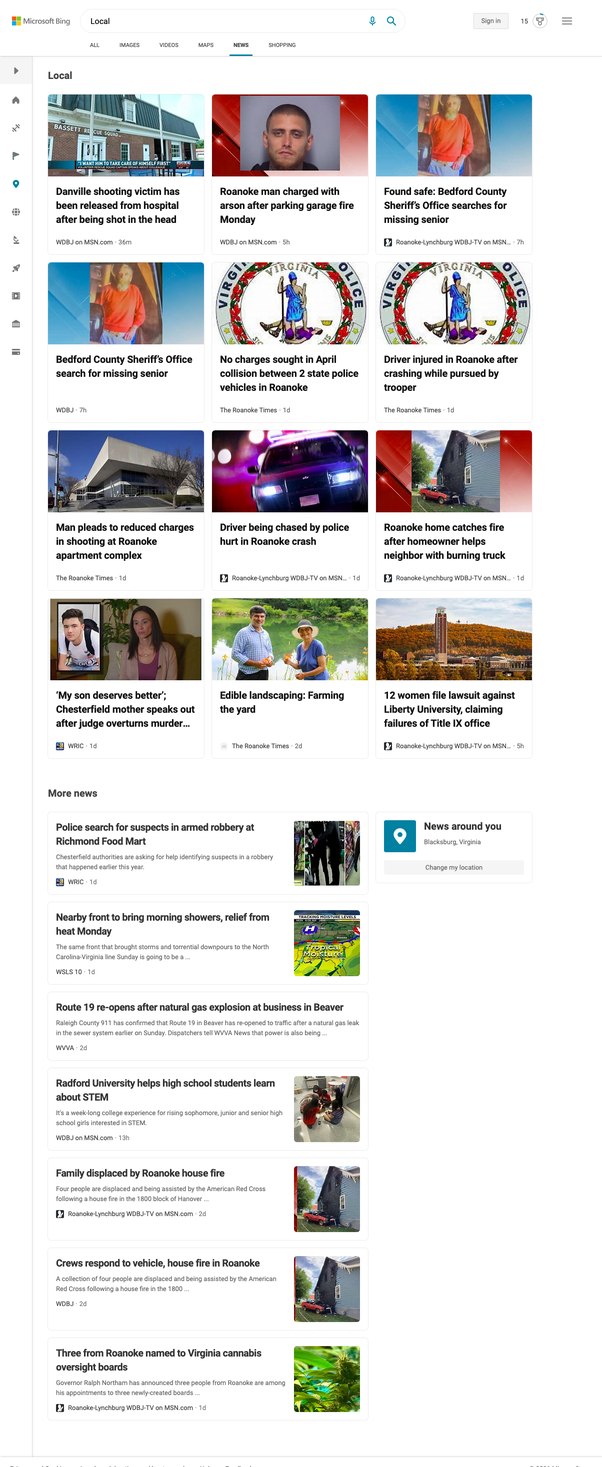 Microsoft Bing
Local
Sign in
15
ALL IMAGES VIDEOS MAPS NEWS SHOPPING
Local
BASSETT RESCUE SQUAD
"I WANT HIM TO TAKE CARE OF HIMSELF FIRST"
Danville shooting victim has
been released from hospital
after being shot in the head
WDBJ on MSN.com · 36m
Roanoke man charged with
arson after parking garage fire
Monday
WDBJ on MSN.com · 5h
Found safe: Bedford County
Sheriff's Office searches for
missing senior
Roanoke-Lynchburg WDBJ-TV on MSN... · 7h
Bedford County Sheriff's Office
search for missing senior
WDBJ · 7h
VIRGINIA
No charges sought in April
collision between 2 state police
vehicles in Roanoke
The Roanoke Times · 1d
VIRGINIA
Driver injured in Roanoke after
crashing while pursued by
trooper
The Roanoke Times · 1d
Man pleads to reduced charges
in shooting at Roanoke
apartment complex
The Roanoke Times · 1d
Driver being chased by police
hurt in Roanoke crash
Roanoke-Lynchburg WDBJ-TV on MSN... · 1d
Roanoke home catches fire
after homeowner helps
neighbor with burning truck
Roanoke-Lynchburg WDBJ-TV on MSN... · 1d
'My son deserves better';
Chesterfield mother speaks out
after judge overturns murder...
WRIC · 1d
Edible landscaping: Farming
the yard
The Roanoke Times · 2d
12 women file lawsuit against
Liberty University, claiming
failures of Title IX office
Roanoke-Lynchburg WDBJ-TV on MSN... · 5h
More news
Police search for suspects in armed robbery at
Richmond Food Mart
Chesterfield authorities are asking for help identifying suspects in a robbery
that happened earlier this year.
WRIC · 1d
News around you
Blacksburg, Virginia
Change my location
Nearby front to bring morning showers, relief from
heat Monday
The same front that brought storms and torrential downpours to the North
Carolina-Virginia line Sunday is going to be a ...
WSLS 10 · 1d
TRACKING MOISTURE LEVELS
H
Tropical
Moisture
Route 19 re-opens after natural gas explosion at business in Beaver
Raleigh County 911 has confirmed that Route 19 in Beaver has re-opened to traffic after a natural gas leak
in the sewer system earlier on Sunday. Dispatchers tell WVVA News that power is also being ...
WVVA · 2d
Radford University helps high school students learn
about STEM
It's a week-long college experience for rising sophomore, junior and senior high
school girls interested in STEM.
WDBJ on MSN.com · 13h
Family displaced by Roanoke house fire
Four people are displaced and being assisted by the American Red Cross
following a house fire in the 1800 block of Hanover ...
Roanoke-Lynchburg WDBJ-TV on MSN.com · 2d
Crews respond to vehicle, house fire in Roanoke
A collection of four people are displaced and being assisted by the American
Red Cross following a house fire in the 1800 ...
WDBJ · 2d
Three from Roanoke named to Virginia cannabis
oversight boards
Governor Ralph Northam has announced three people from Roanoke are among
his appointments to three newly-created boards ...
Roanoke-Lynchburg WDBJ-TV on MSN.com · 1d